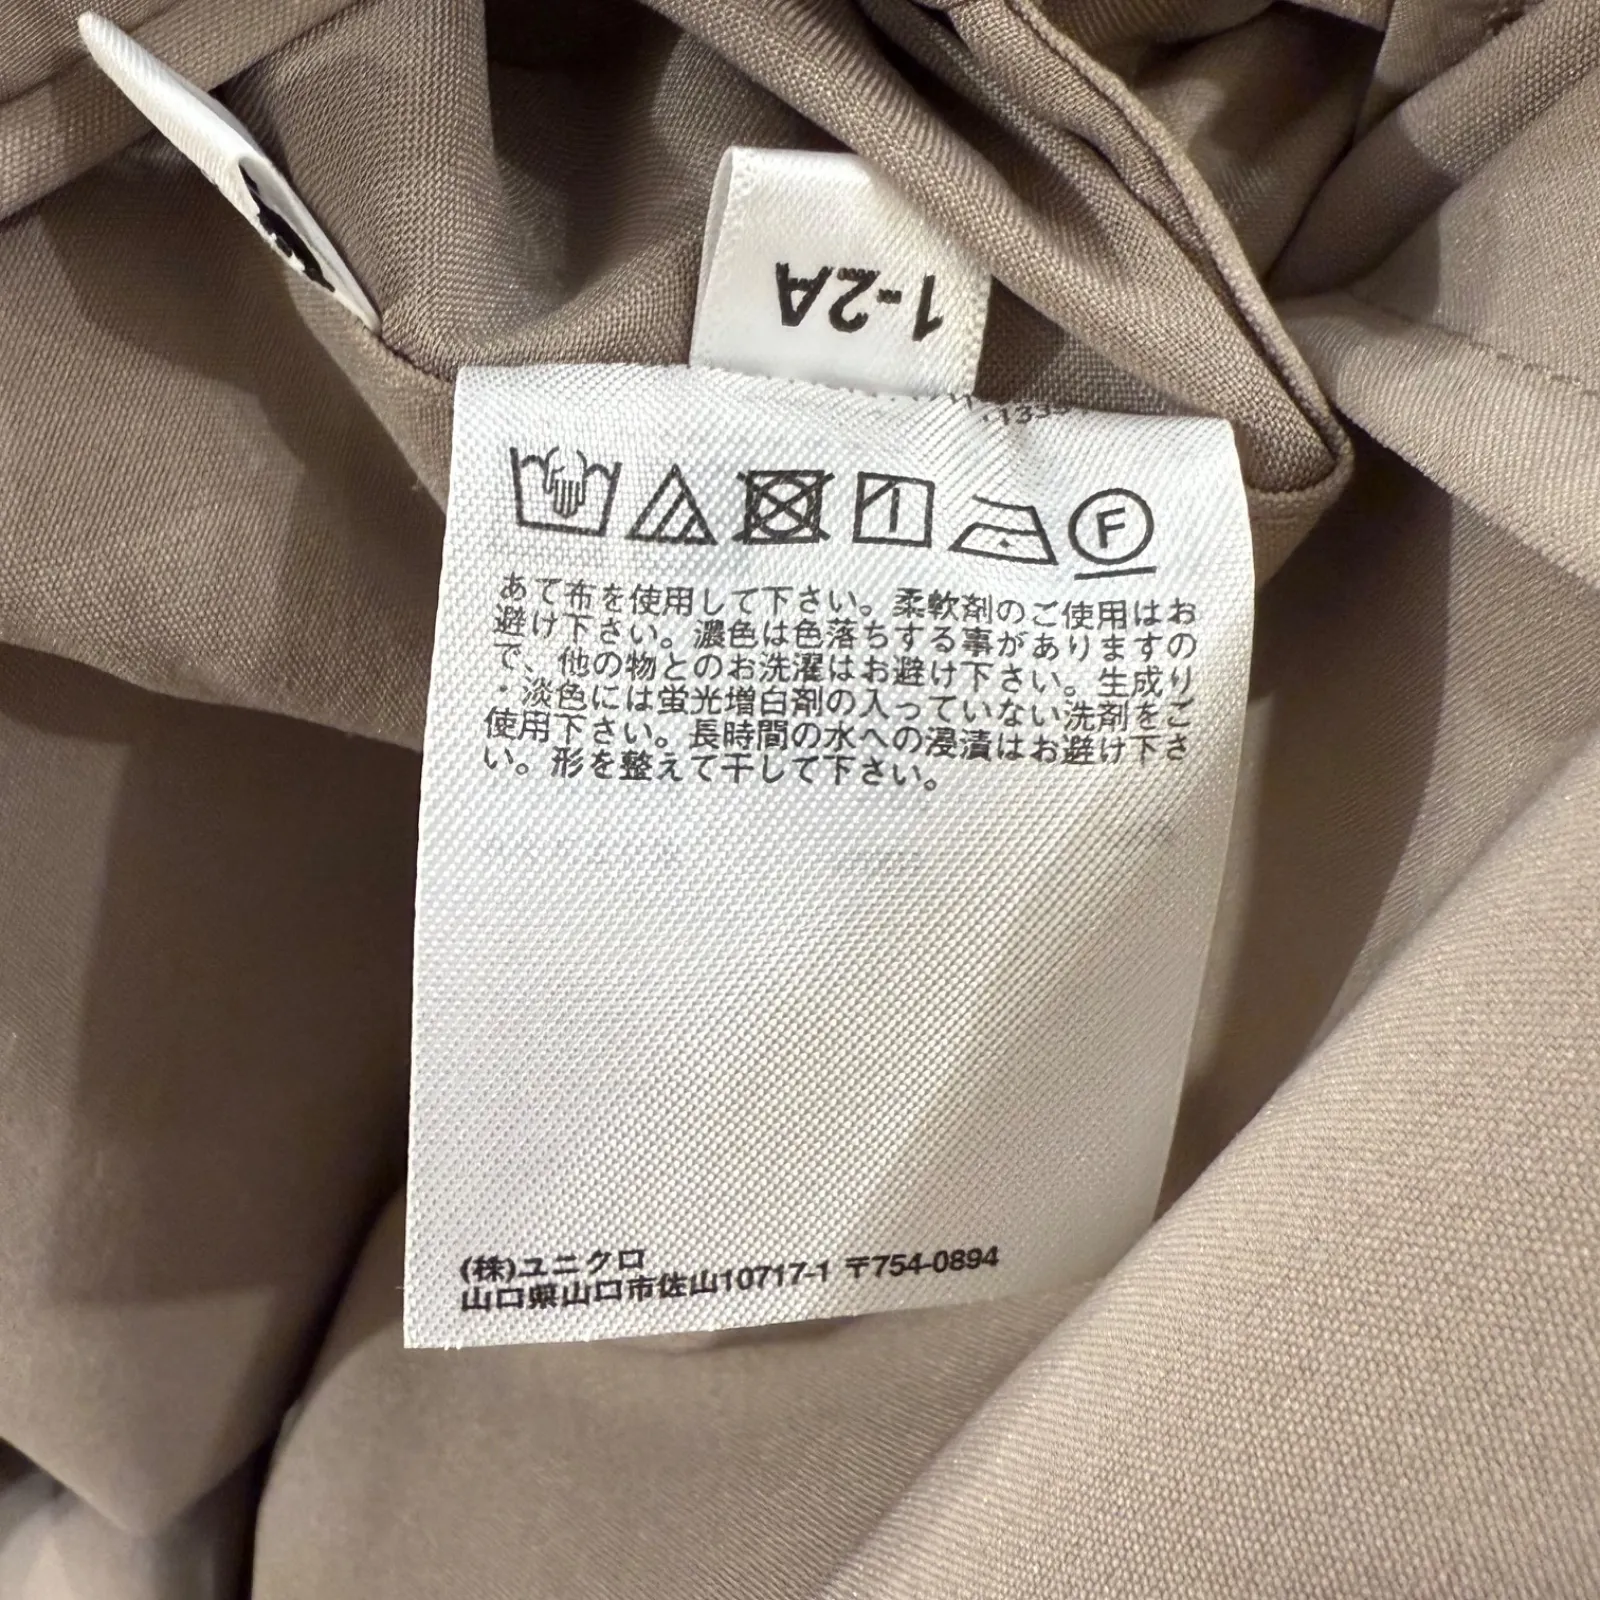 1-2A
あて布を使用して下さい。柔軟剤のご使用はお
避け下さい。濃色は色落ちする事がありますの
で、他の物とのお洗濯はお避け下さい。生成り
・淡色には蛍光増白剤の入っていない洗剤をご
使用下さい。長時間の水への浸漬はお避け下さ
い。形を整えて干して下さい。
(株)ユニクロ
山口県山口市佐山10717-1 〒754-0894
F